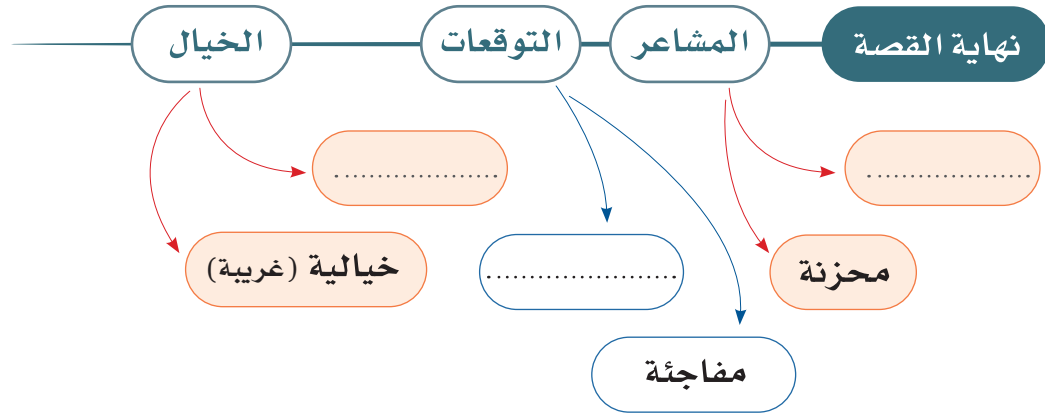 نهاية القصة
المشاعر
التوقعات
الخيال
....................
....................
محزنة
.......................
خيالية (غريبة)
مفاجئة